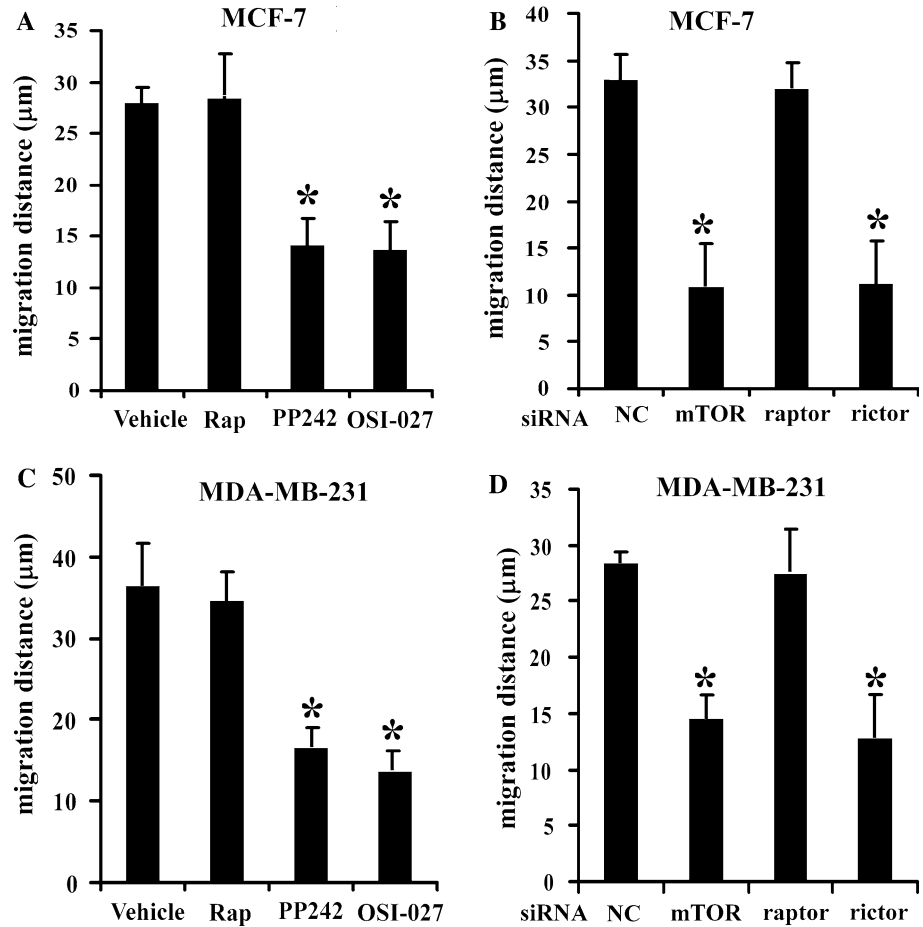 A
MCF-7
migration distance (µm)
35
30
25
20
15
10
5
0
*
*
Vehicle Rap PP242 OSI-027
B
MCF-7
migration distance (µm)
40
35
30
25
20
15
10
5
0
*
*
siRNA NC mTOR raptor rictor
C
MDA-MB-231
migration distance (µm)
50
40
30
20
10
0
*
*
Vehicle Rap PP242 OSI-027
D
MDA-MB-231
migration distance (µm)
35
30
25
20
15
10
5
0
*
*
siRNA NC mTOR raptor rictor